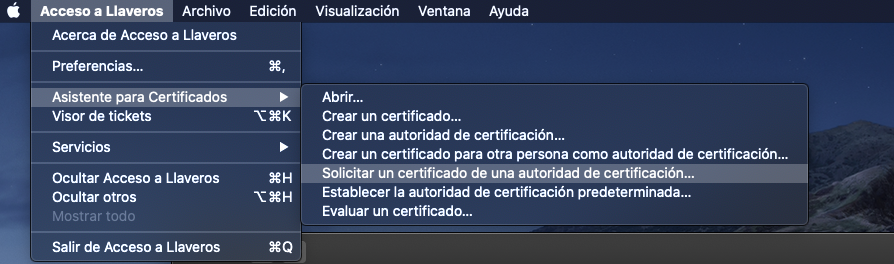 Acceso a Llaveros Archivo Edición Visualización Ventana Ayuda
Acerca de Acceso a Llaveros
Preferencias... ⌘,
Asistente para Certificados ▶
Visor de tickets ⌥⌘K
Servicios ▶
Ocultar Acceso a Llaveros ⌘H
Ocultar otros ⌥⌘H
Mostrar todo
Salir de Acceso a Llaveros ⌘Q
Abrir...
Crear un certificado...
Crear una autoridad de certificación...
Crear un certificado para otra persona como autoridad de certificación...
Solicitar un certificado de una autoridad de certificación...
Establecer la autoridad de certificación predeterminada...
Evaluar un certificado...